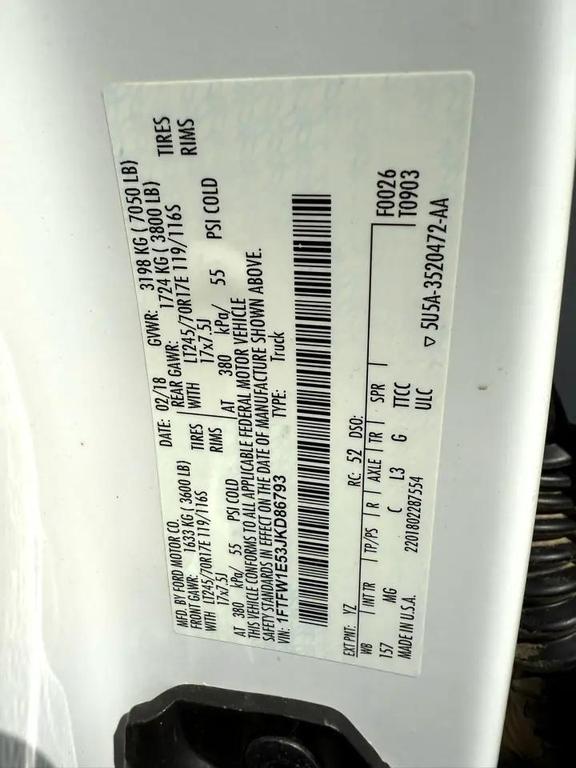 MFD. BY FORD MOTOR CO.
DATE: 02/18 GVWR: 3198 KG ( 7050 LB)
FRONT GAWR: 1633 KG ( 3600 LB) REAR GAWR: 1724 KG ( 3800 LB)
WITH LT245/70R17E 119/116S TIRES WITH LT245/70R17E 119/116S TIRES
17x7.5J RIMS 17x7.5J RIMS
AT 380 kPa/ 55 PSI COLD AT 380 kPa/ 55 PSI COLD
THIS VEHICLE CONFORMS TO ALL APPLICABLE FEDERAL MOTOR VEHICLE
SAFETY STANDARDS IN EFFECT ON THE DATE OF MANUFACTURE SHOWN ABOVE.
VIN: 1FTFW1E53JKD86793 TYPE: Truck
F0026
T0903
EXT PNT: YZ RC: 52 DSO:
WB INT TR TP/PS R AXLE TR SPR
157 MG C L3 G TTCC
MADE IN U.S.A. 2201802287554 ULC
▽ 5U5A-3520472-AA